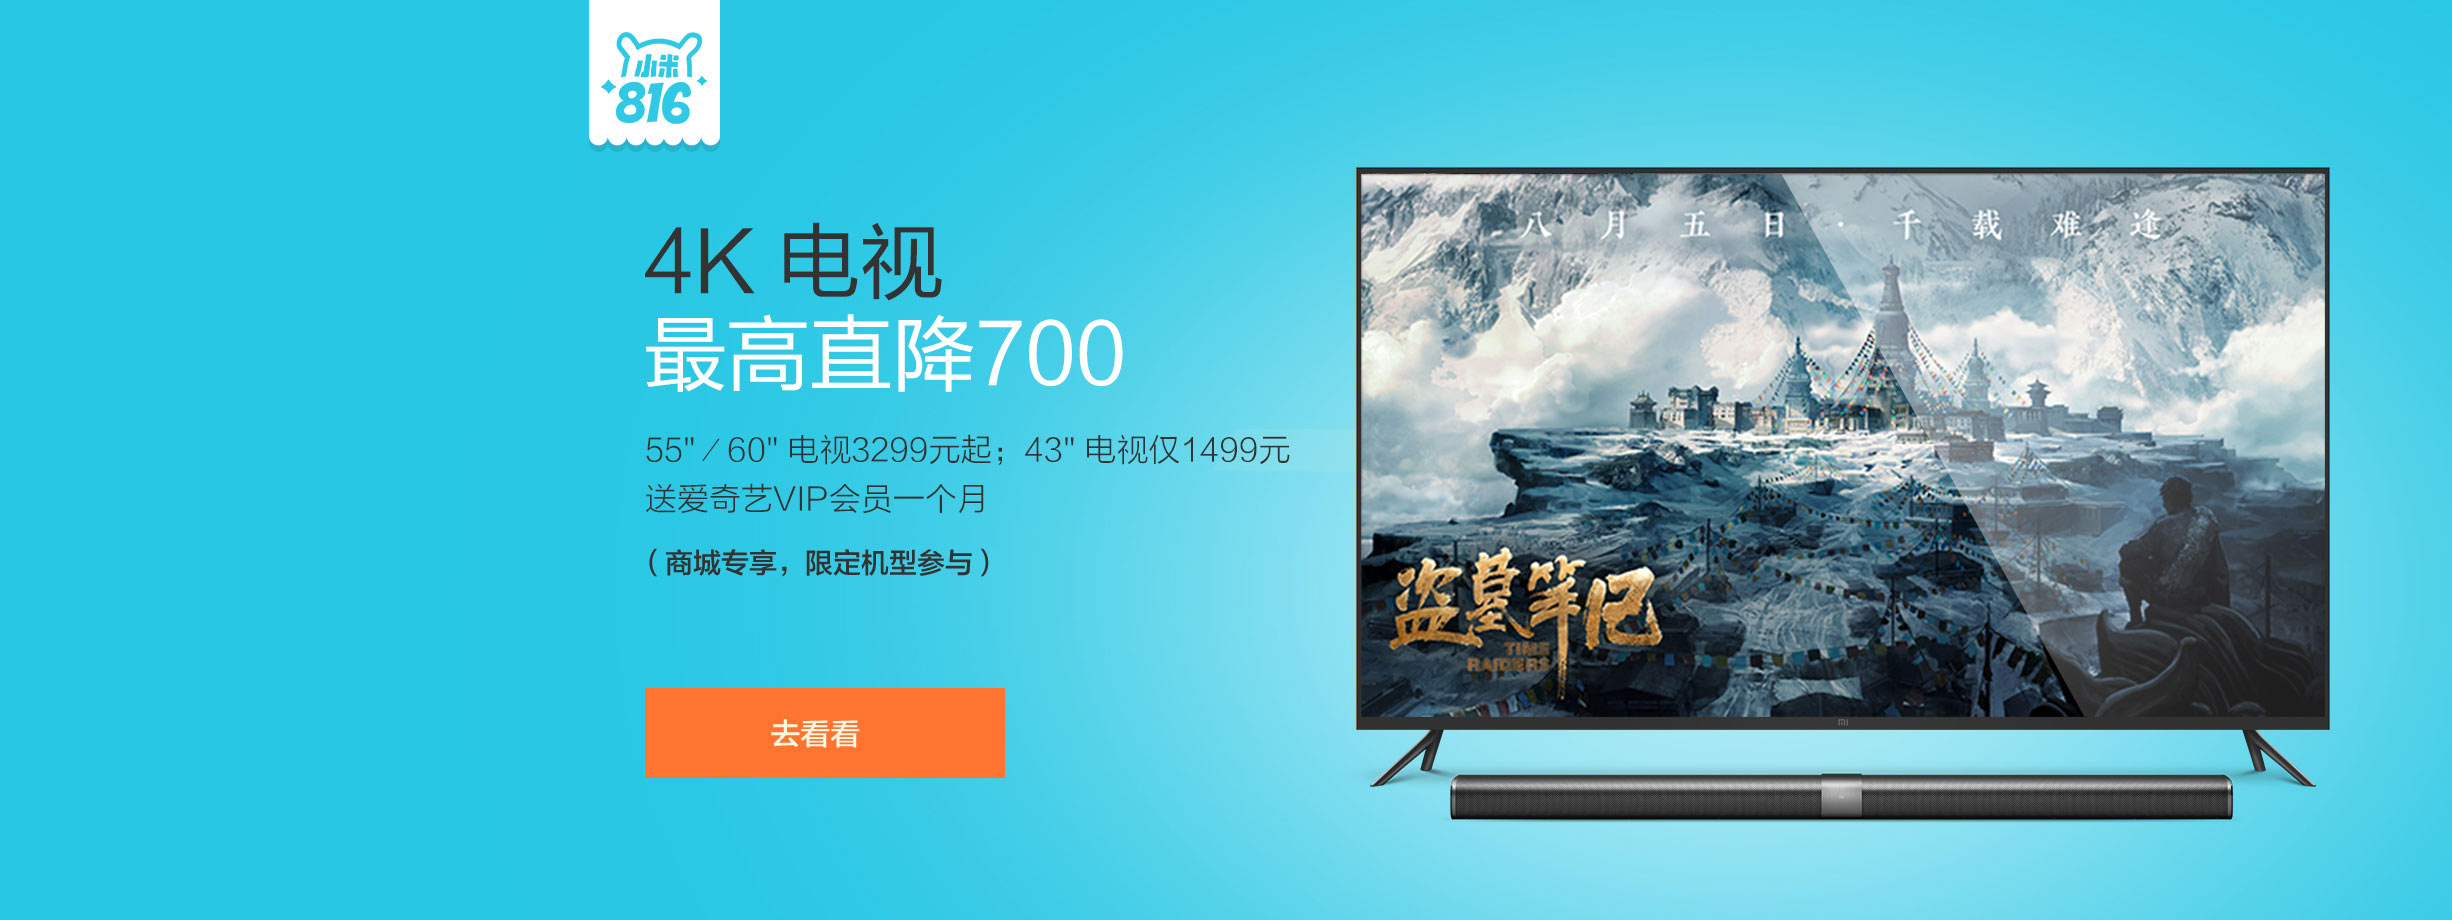 小米
816
4K 电视
最高直降700
55" / 60" 电视3299元起；43" 电视仅1499元
送爱奇艺VIP会员一个月
（商城专享，限定机型参与）
去看看
八月五日·千载难逢
盗墓笔记
TIME
RAIDERS
MI